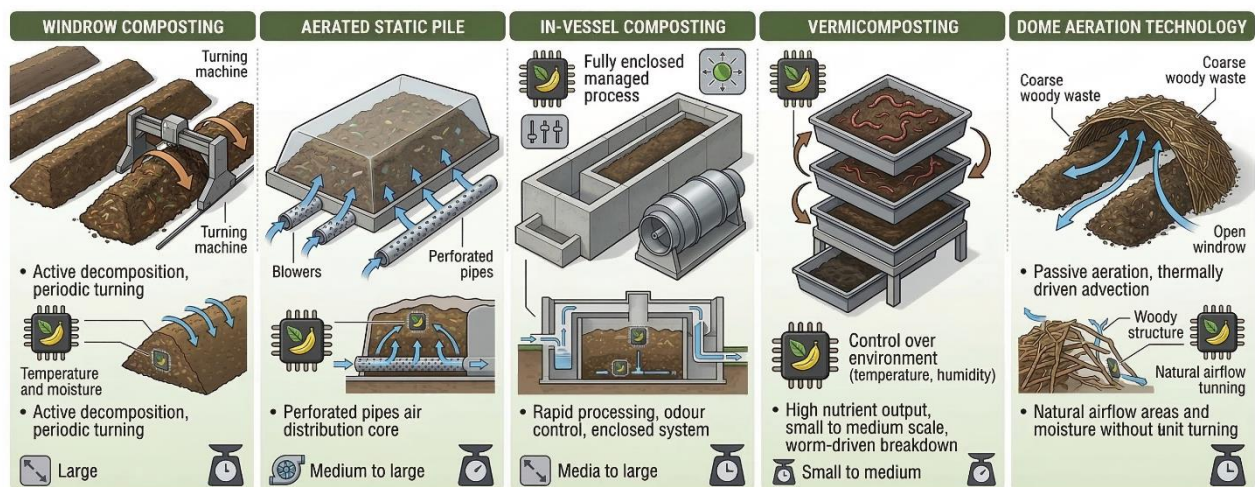 WINDROW COMPOSTING
Turning
machine
Turning
machine
• Active decomposition,
periodic turning
Temperature
and moisture
• Active decomposition,
periodic turning
Large
AERATED STATIC PILE
Blowers
Perforated
pipes
• Perforated pipes air
distribution core
Medium to large
IN-VESSEL COMPOSTING
Fully enclosed
managed
process
• Rapid processing, odour
control, enclosed system
Media to large
VERMICOMPOSTING
Control over
environment
(temperature, humidity)
• High nutrient output,
small to medium scale,
worm-driven breakdown
Small to medium
DOME AERATION TECHNOLOGY
Coarse
woody waste
Coarse
woody waste
Open
windrow
• Passive aeration, thermally
driven advection
Woody
structure
Natural airflow
tunning
• Natural airflow areas and
moisture without unit turning